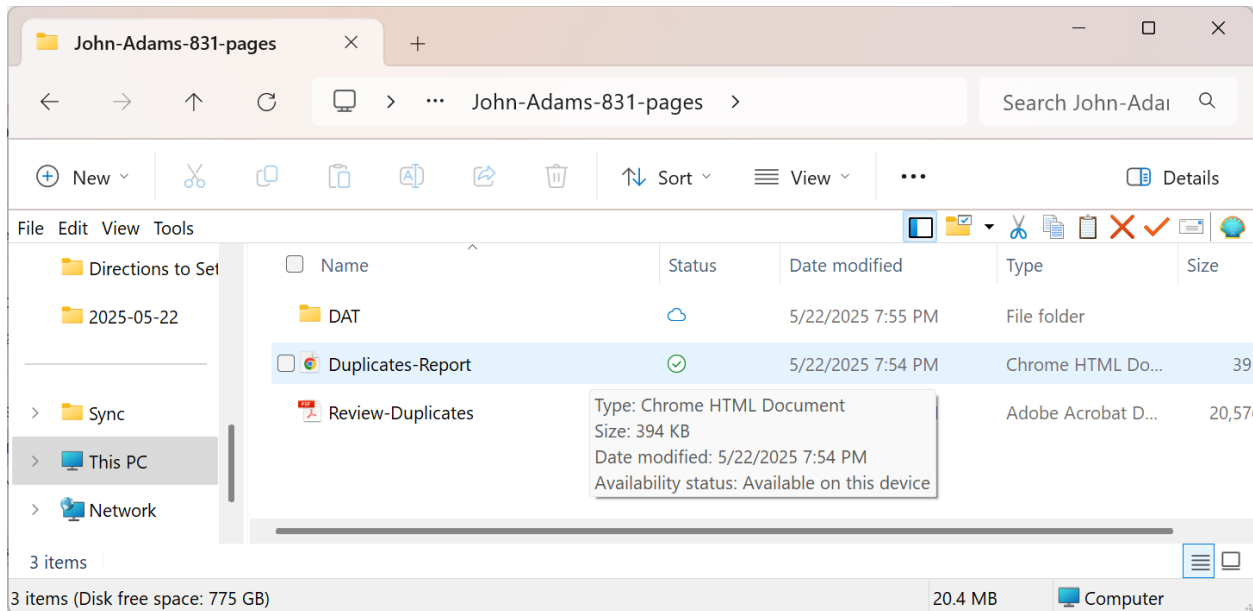 John-Adams-831-pages
John-Adams-831-pages
Search John-Adar
New
Sort
View
Details
File Edit View Tools
Name Status Date modified Type Size
Directions to Set
DAT 5/22/2025 7:55 PM File folder
2025-05-22
Duplicates-Report 5/22/2025 7:54 PM Chrome HTML Do... 39
Sync
Review-Duplicates Adobe Acrobat D... 20,570
Type: Chrome HTML Document
Size: 394 KB
Date modified: 5/22/2025 7:54 PM
Availability status: Available on this device
This PC
Network
3 items
3 items (Disk free space: 775 GB) 20.4 MB Computer